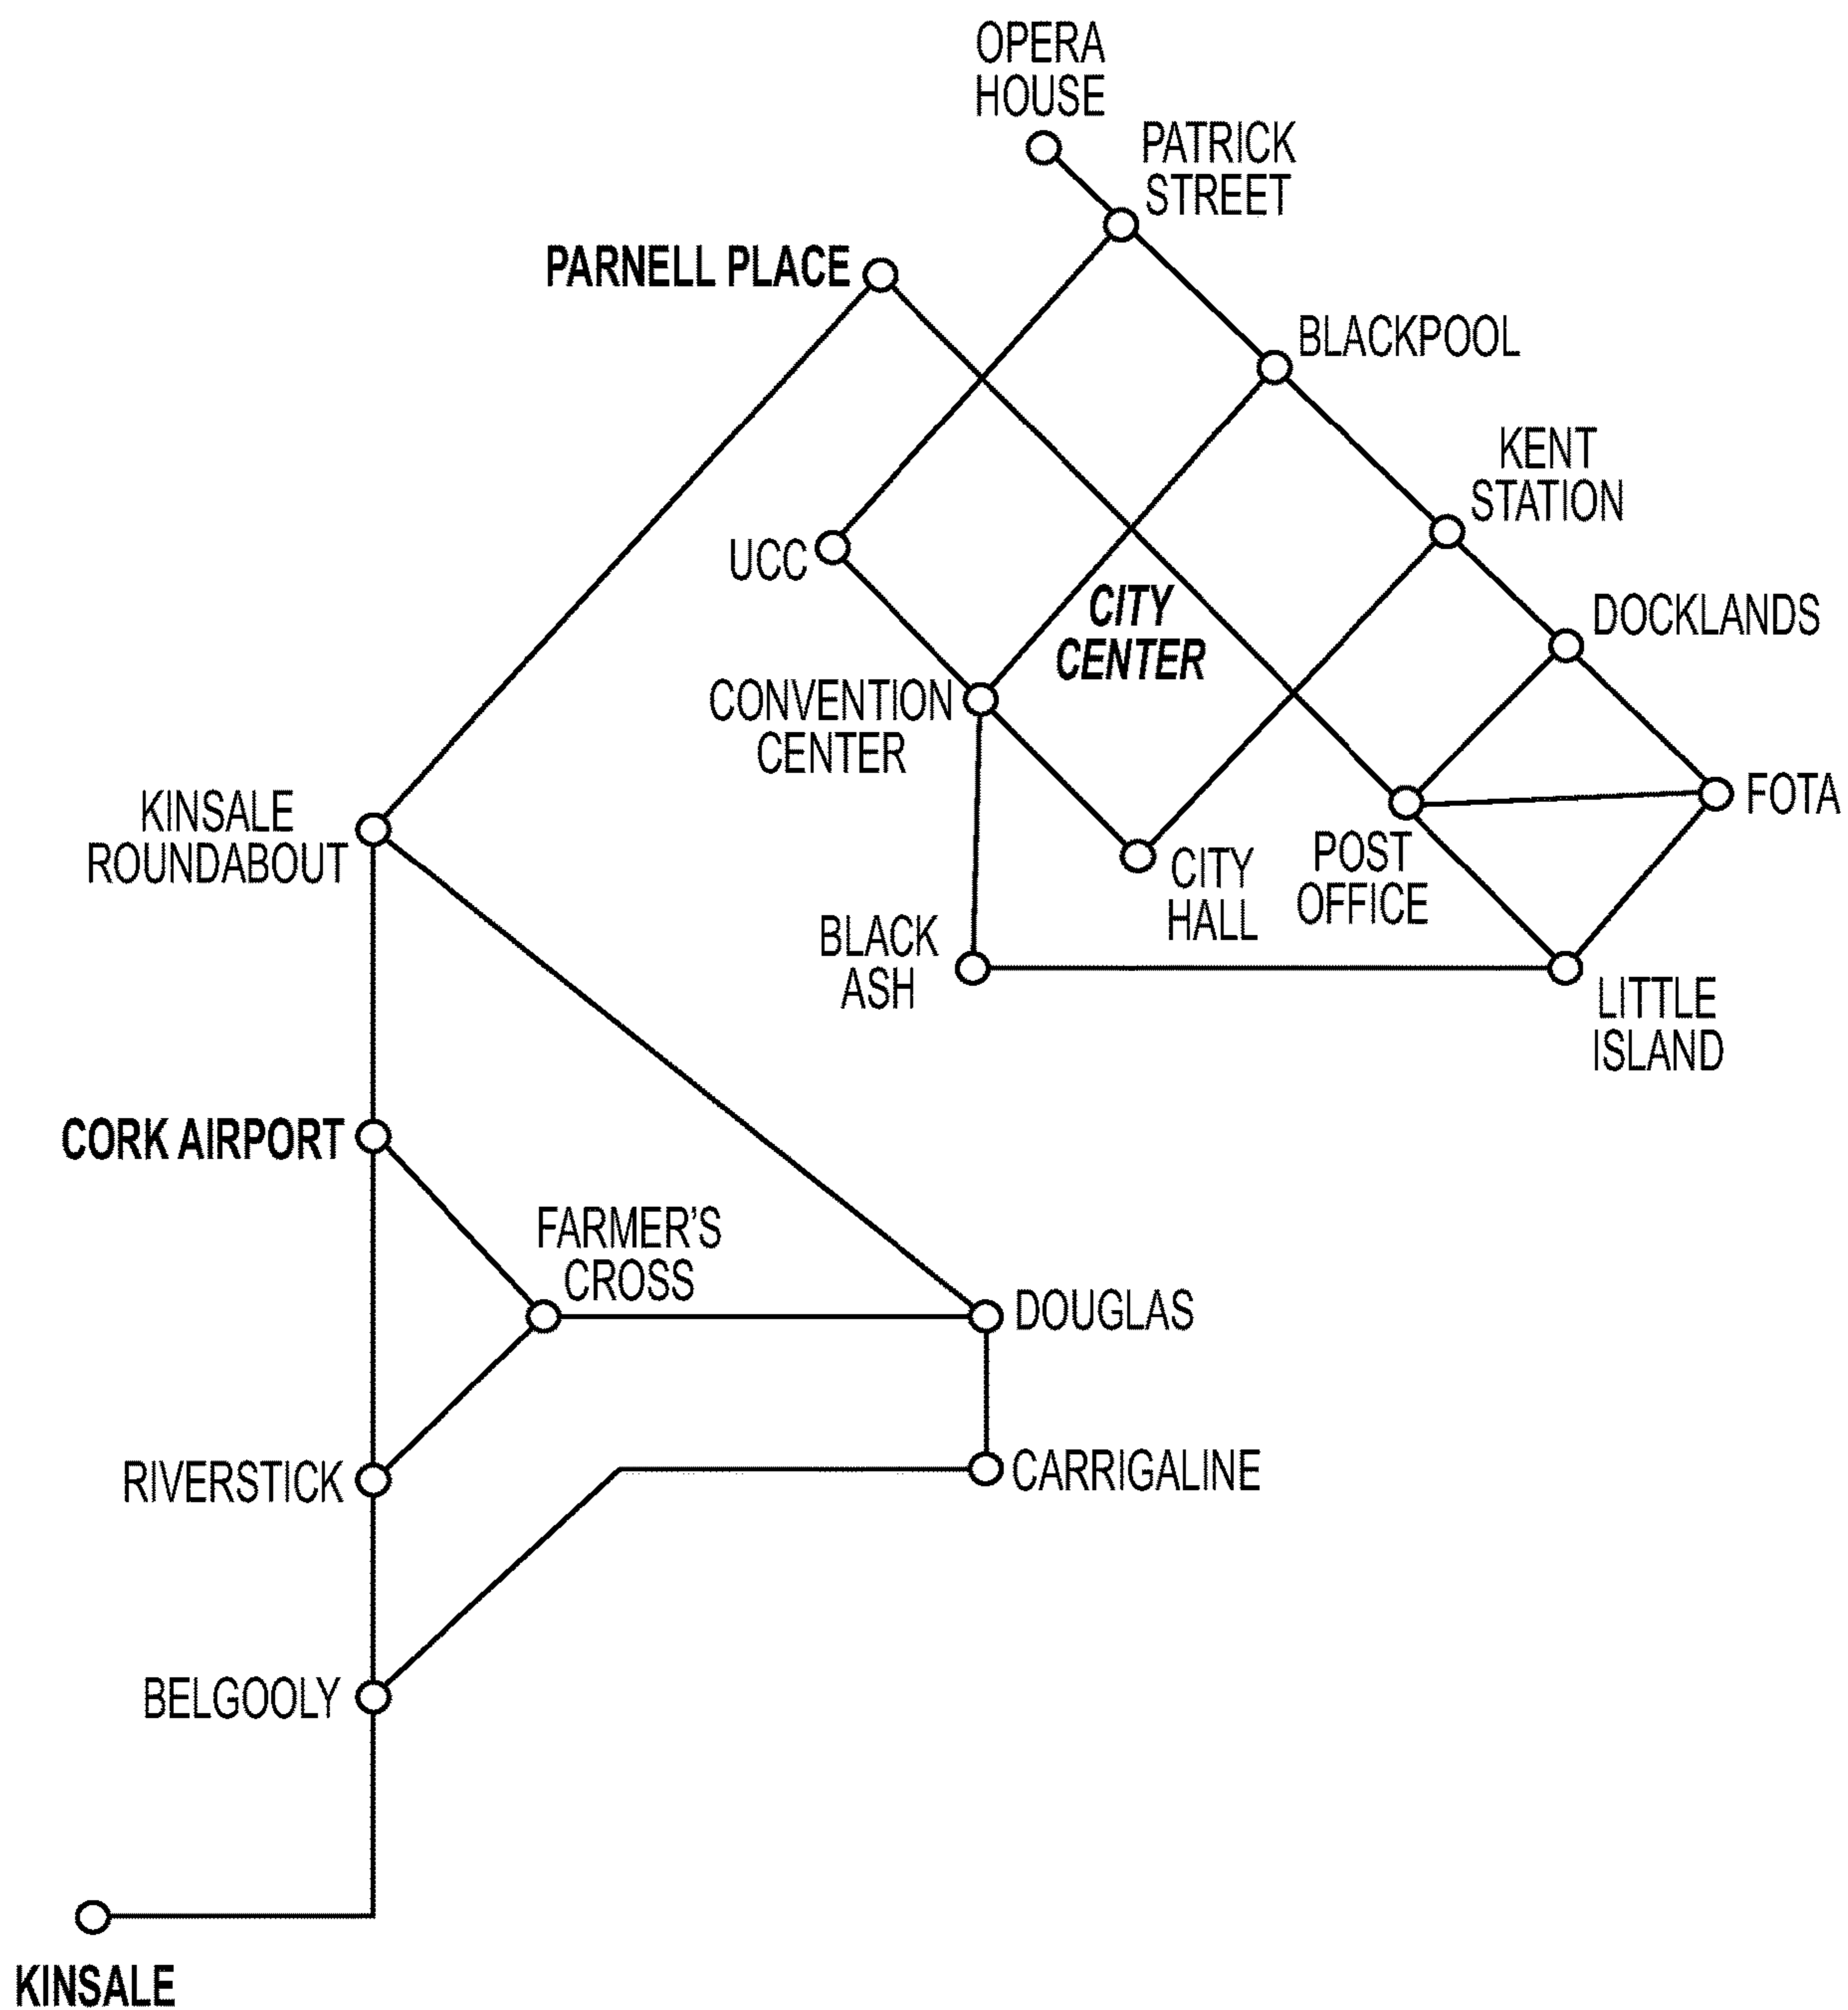 OPERA
HOUSE
PATRICK
STREET
PARNELL PLACE
BLACKPOOL
KENT
STATION
UCC
CITY
CENTER
DOCKLANDS
CONVENTION
CENTER
FOTA
KINSALE
ROUNDABOUT
POST
OFFICE
CITY
HALL
BLACK
ASH
LITTLE
ISLAND
CORK AIRPORT
FARMER'S
CROSS
DOUGLAS
RIVERSTICK
CARRIGALINE
BELGOOLY
KINSALE